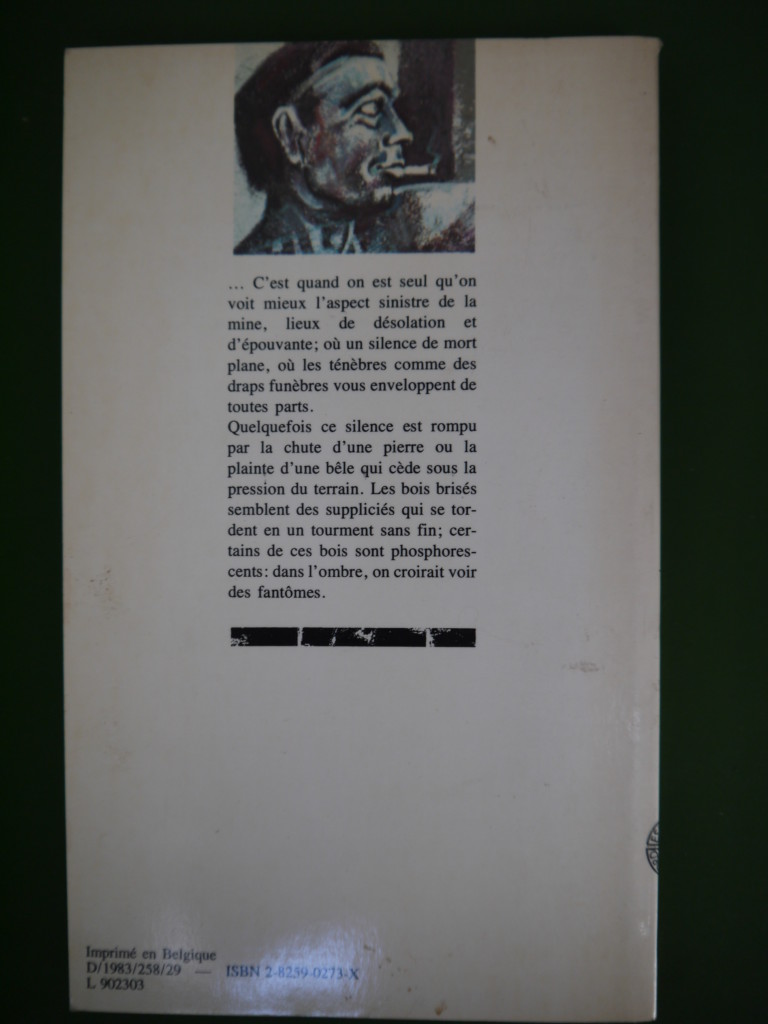 ... C'est quand on est seul qu'on
voit mieux l'aspect sinistre de la
mine, lieux de désolation et
d'épouvante; où un silence de mort
plane, où les ténèbres comme des
draps funèbres vous enveloppent de
toutes parts.
Quelquefois ce silence est rompu
par la chute d'une pierre ou la
plainte d'une bêle qui cède sous la
pression du terrain. Les bois brisés
semblent des suppliciés qui se tor-
dent en un tourment sans fin; cer-
tains de ces bois sont phosphores-
cents: dans l'ombre, on croirait voir
des fantômes.
Imprimé en Belgique
D/1983/258/29 — ISBN 2-8259-0273-X
L 902303